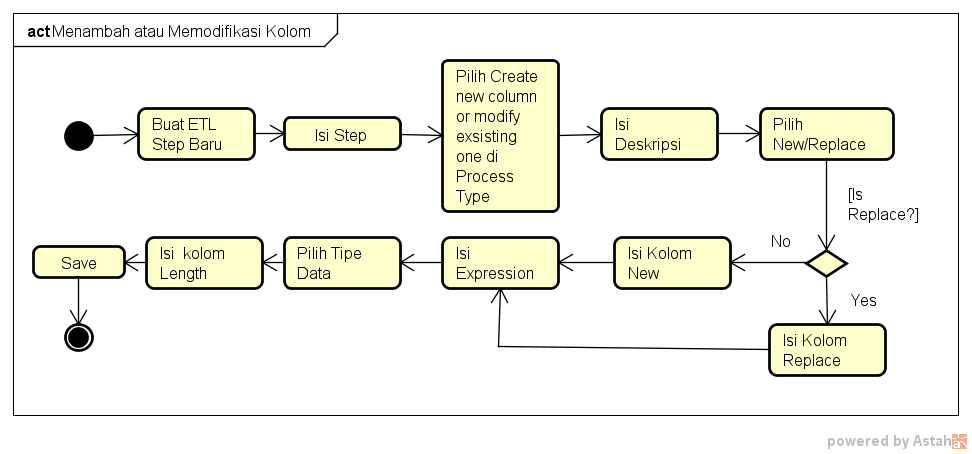 act Menambah atau Memodifikasi Kolom
Buat ETL
Step Baru
Isi Step
Pilih Create
new column
or modify
exsisting
one di
Process
Type
Isi
Deskripsi
Pilih
New/Replace
[Is
Replace?]
No
Yes
Isi Kolom
New
Isi Kolom
Replace
Isi
Expression
Pilih Tipe
Data
Isi  kolom
Length
Save
powered by Astah